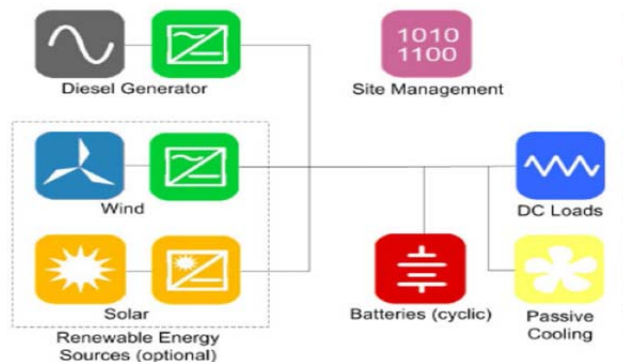 1010
1100
Diesel Generator
Site Management
Wind
DC Loads
Solar
Batteries (cyclic)
Passive
Cooling
Renewable Energy
Sources (optional)